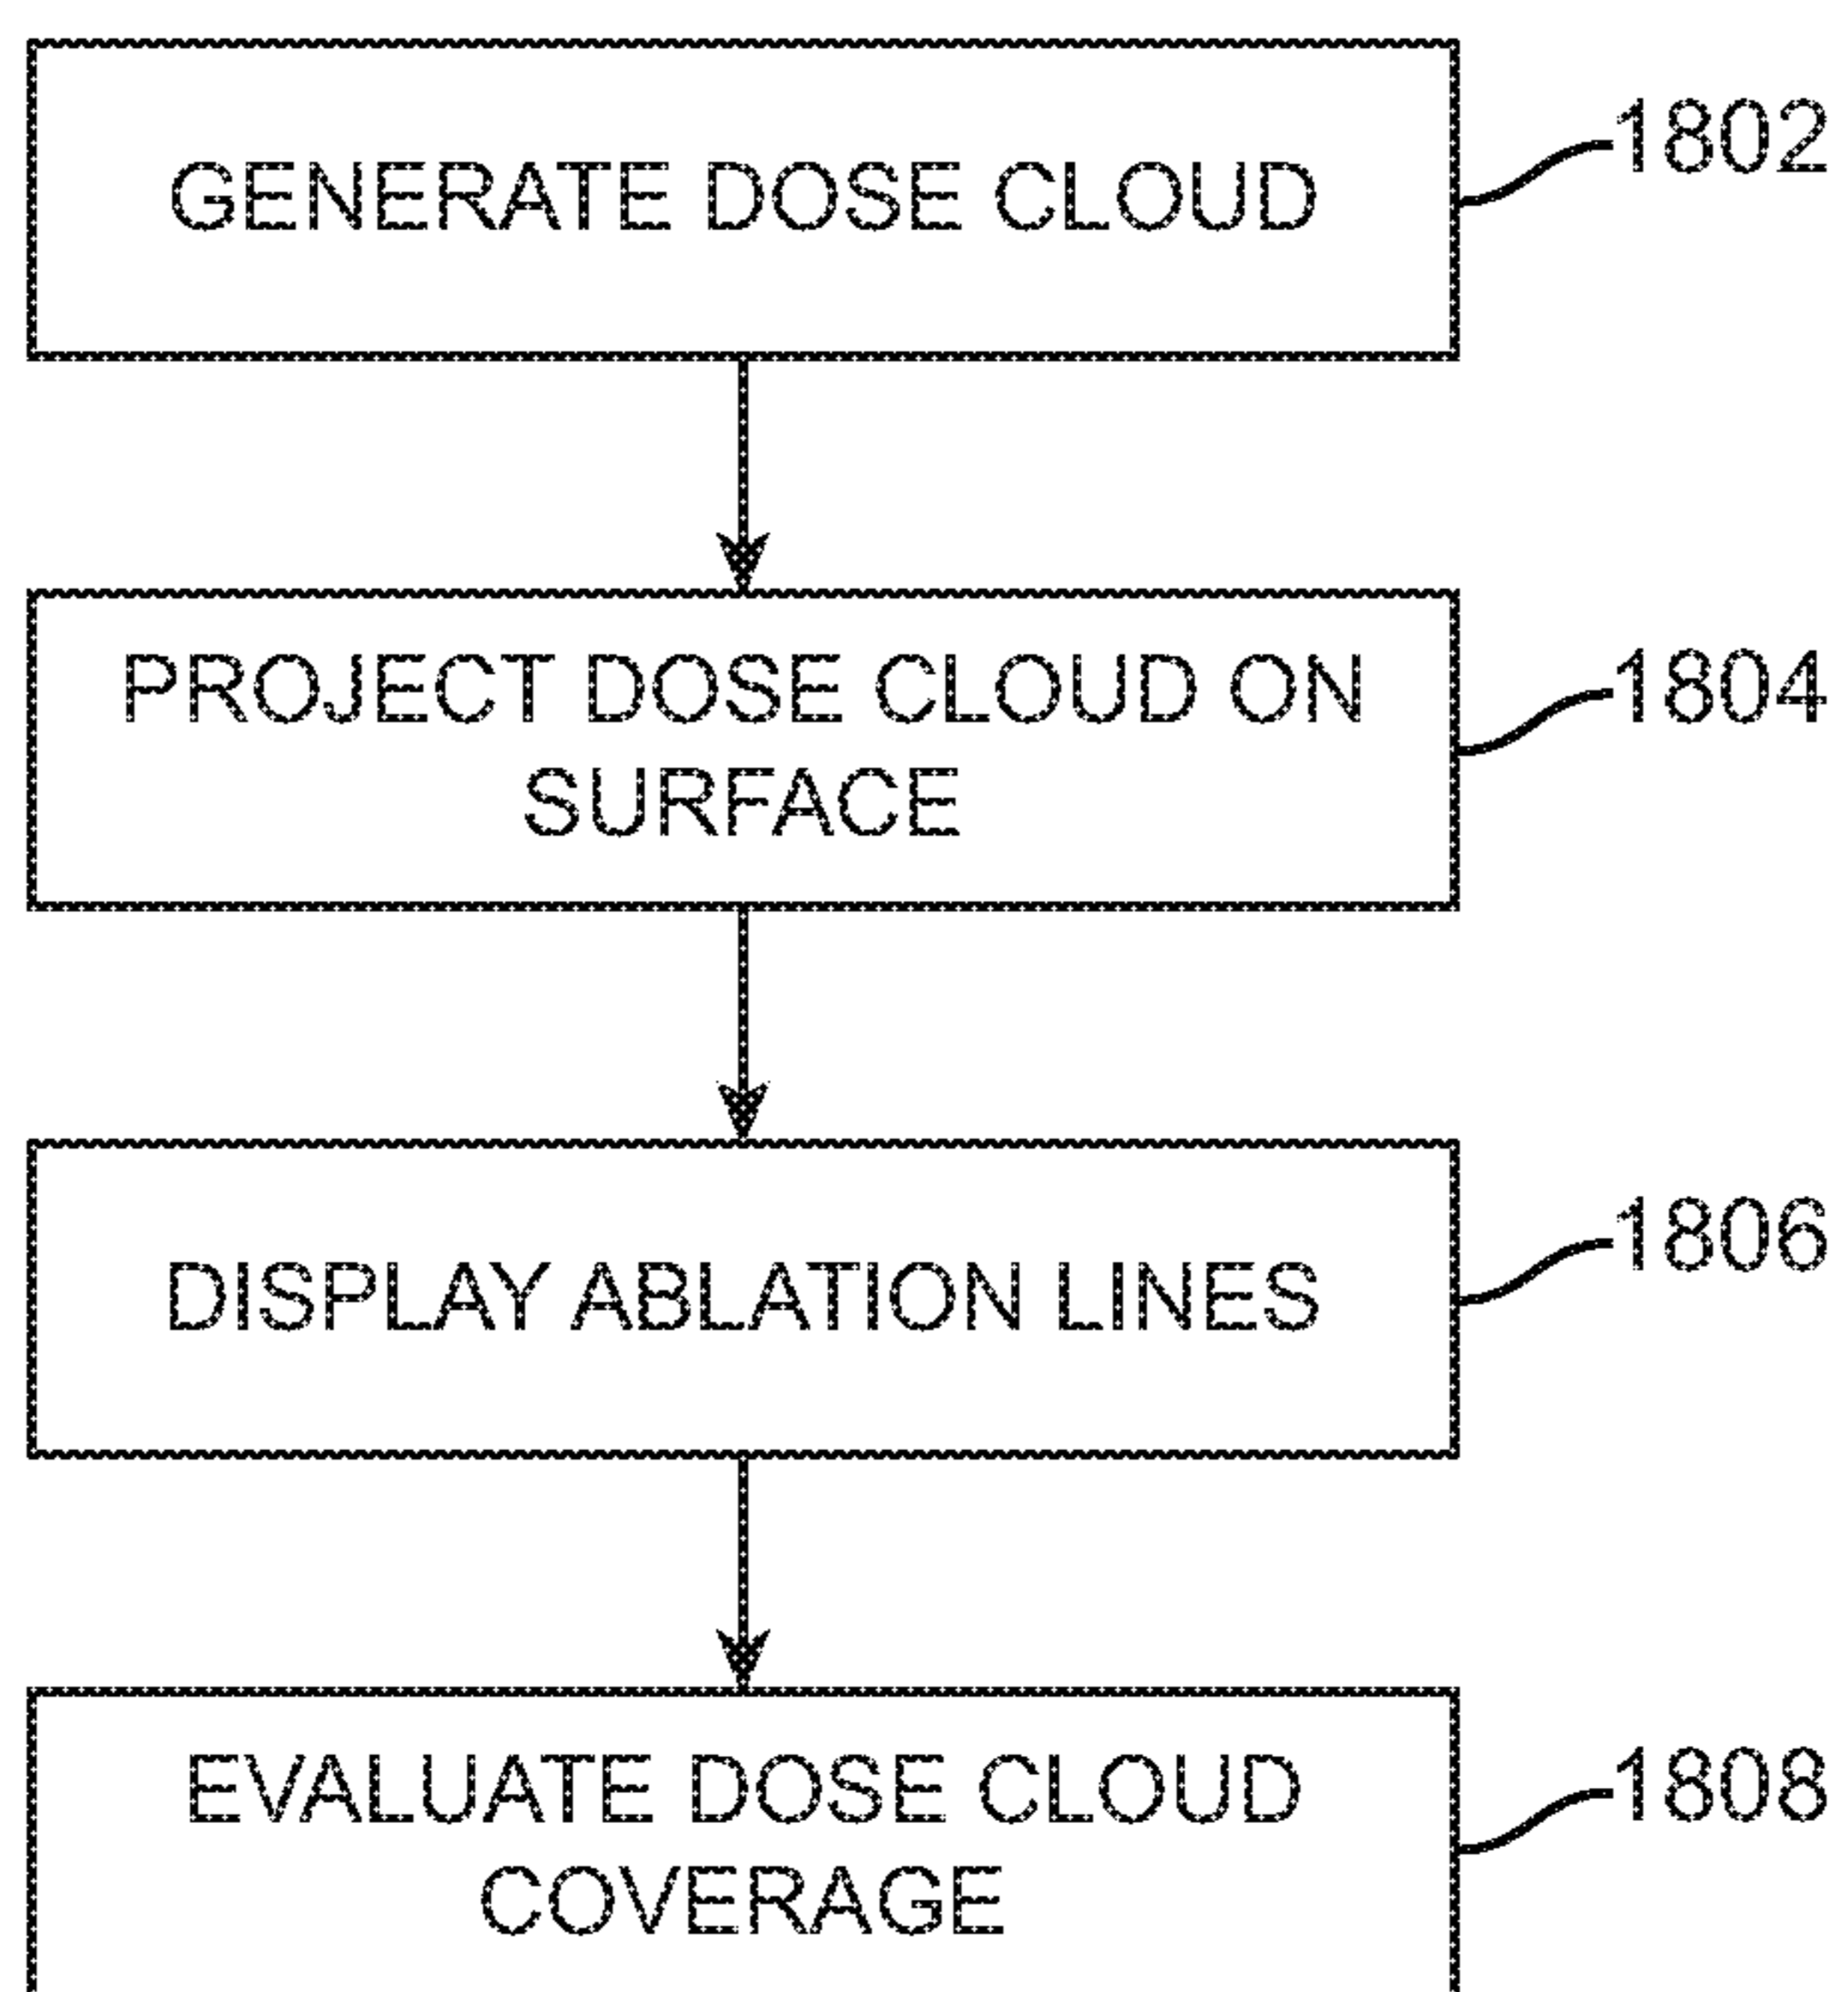 GENERATE DOSE CLOUD
1802
PROJECT DOSE CLOUD ON
SURFACE
1804
DISPLAY ABLATION LINES
1806
EVALUATE DOSE CLOUD
COVERAGE
1808